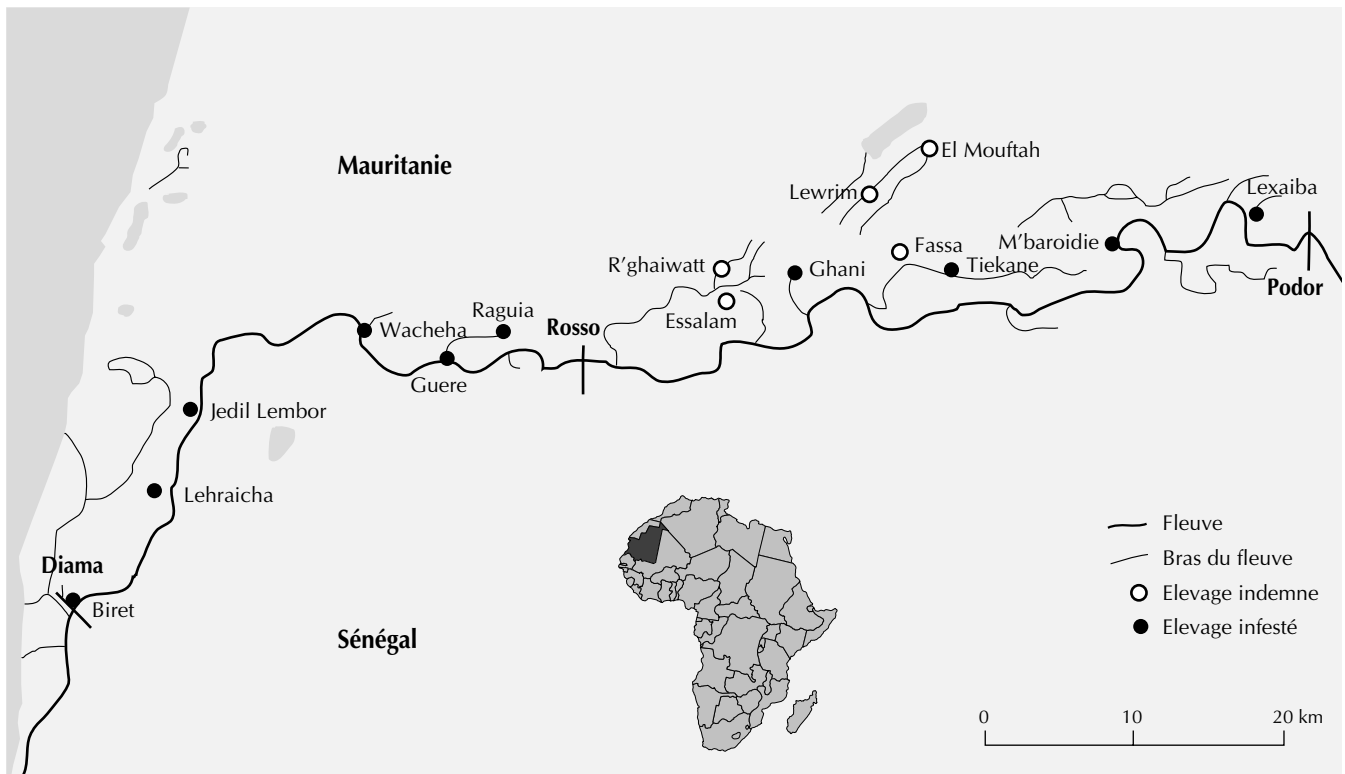 Mauritanie
El Mouftah
Lewrim
Lexaiba
Fassa
M'baroidie
R'ghaiwatt
Ghani
Tiekane
Podor
Essalam
Raguia
Rosso
Wacheha
Guere
Jedil Lembor
Lehraicha
Diama
Biret
Sénégal
Fleuve
Bras du fleuve
Elevage indemne
Elevage infesté
0 10 20 km